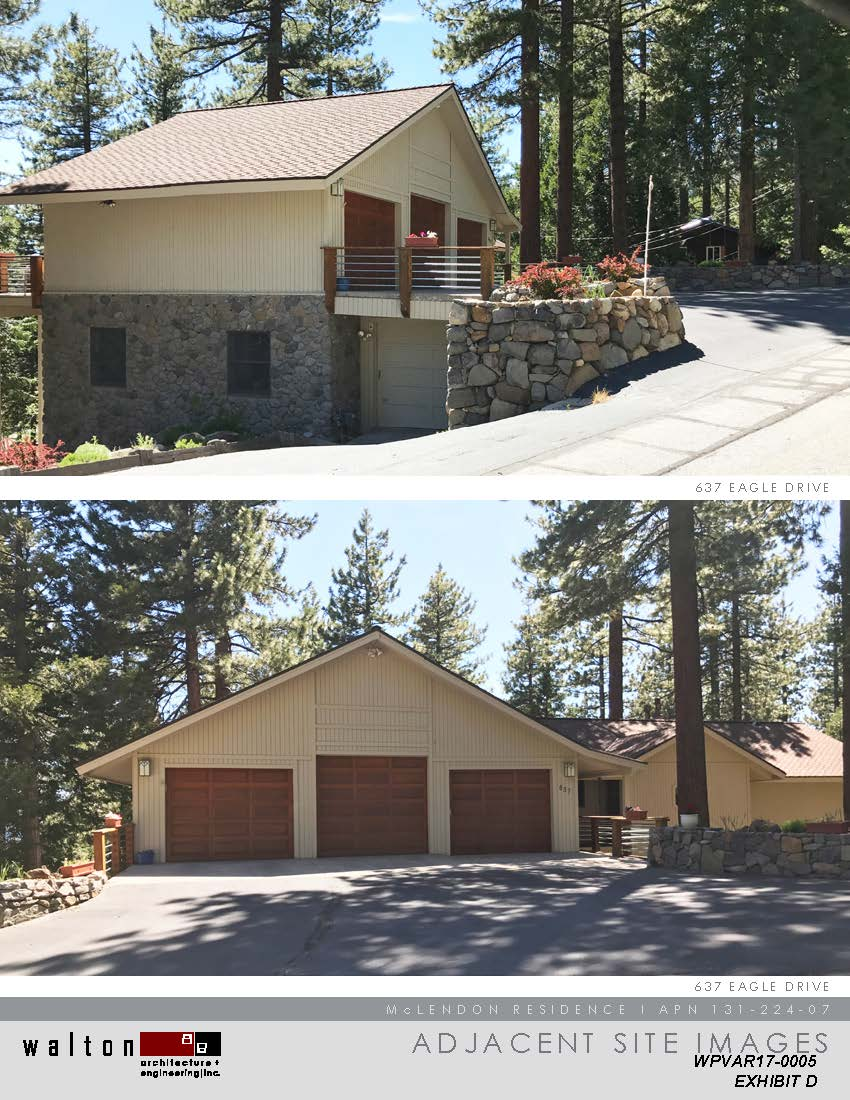 637 EAGLE DRIVE
637
637 EAGLE DRIVE
McLENDON RESIDENCE | APN 131-224-07
ADJACENT SITE IMAGES
WPVAR17-0005
EXHIBIT D
walton
architecture +
engineering|inc.